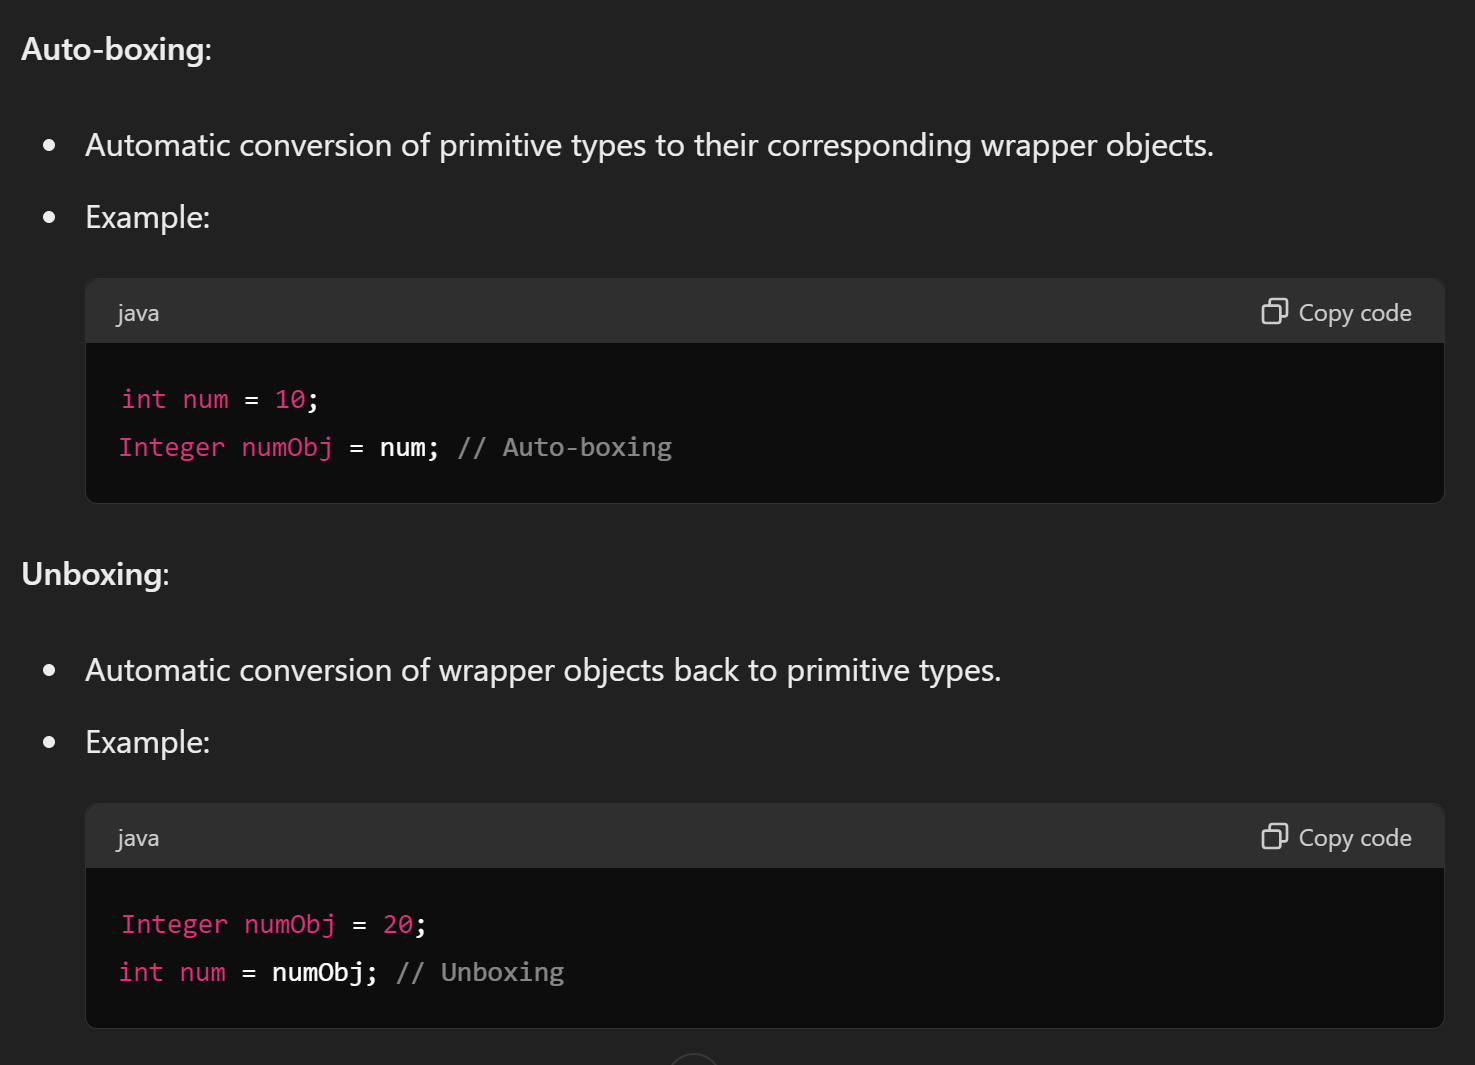 Auto-boxing:
Automatic conversion of primitive types to their corresponding wrapper objects.
Example:
java
Copy code
int num = 10;
Integer numObj = num; // Auto-boxing
Unboxing:
Automatic conversion of wrapper objects back to primitive types.
Example:
java
Copy code
Integer numObj = 20;
int num = numObj; // Unboxing